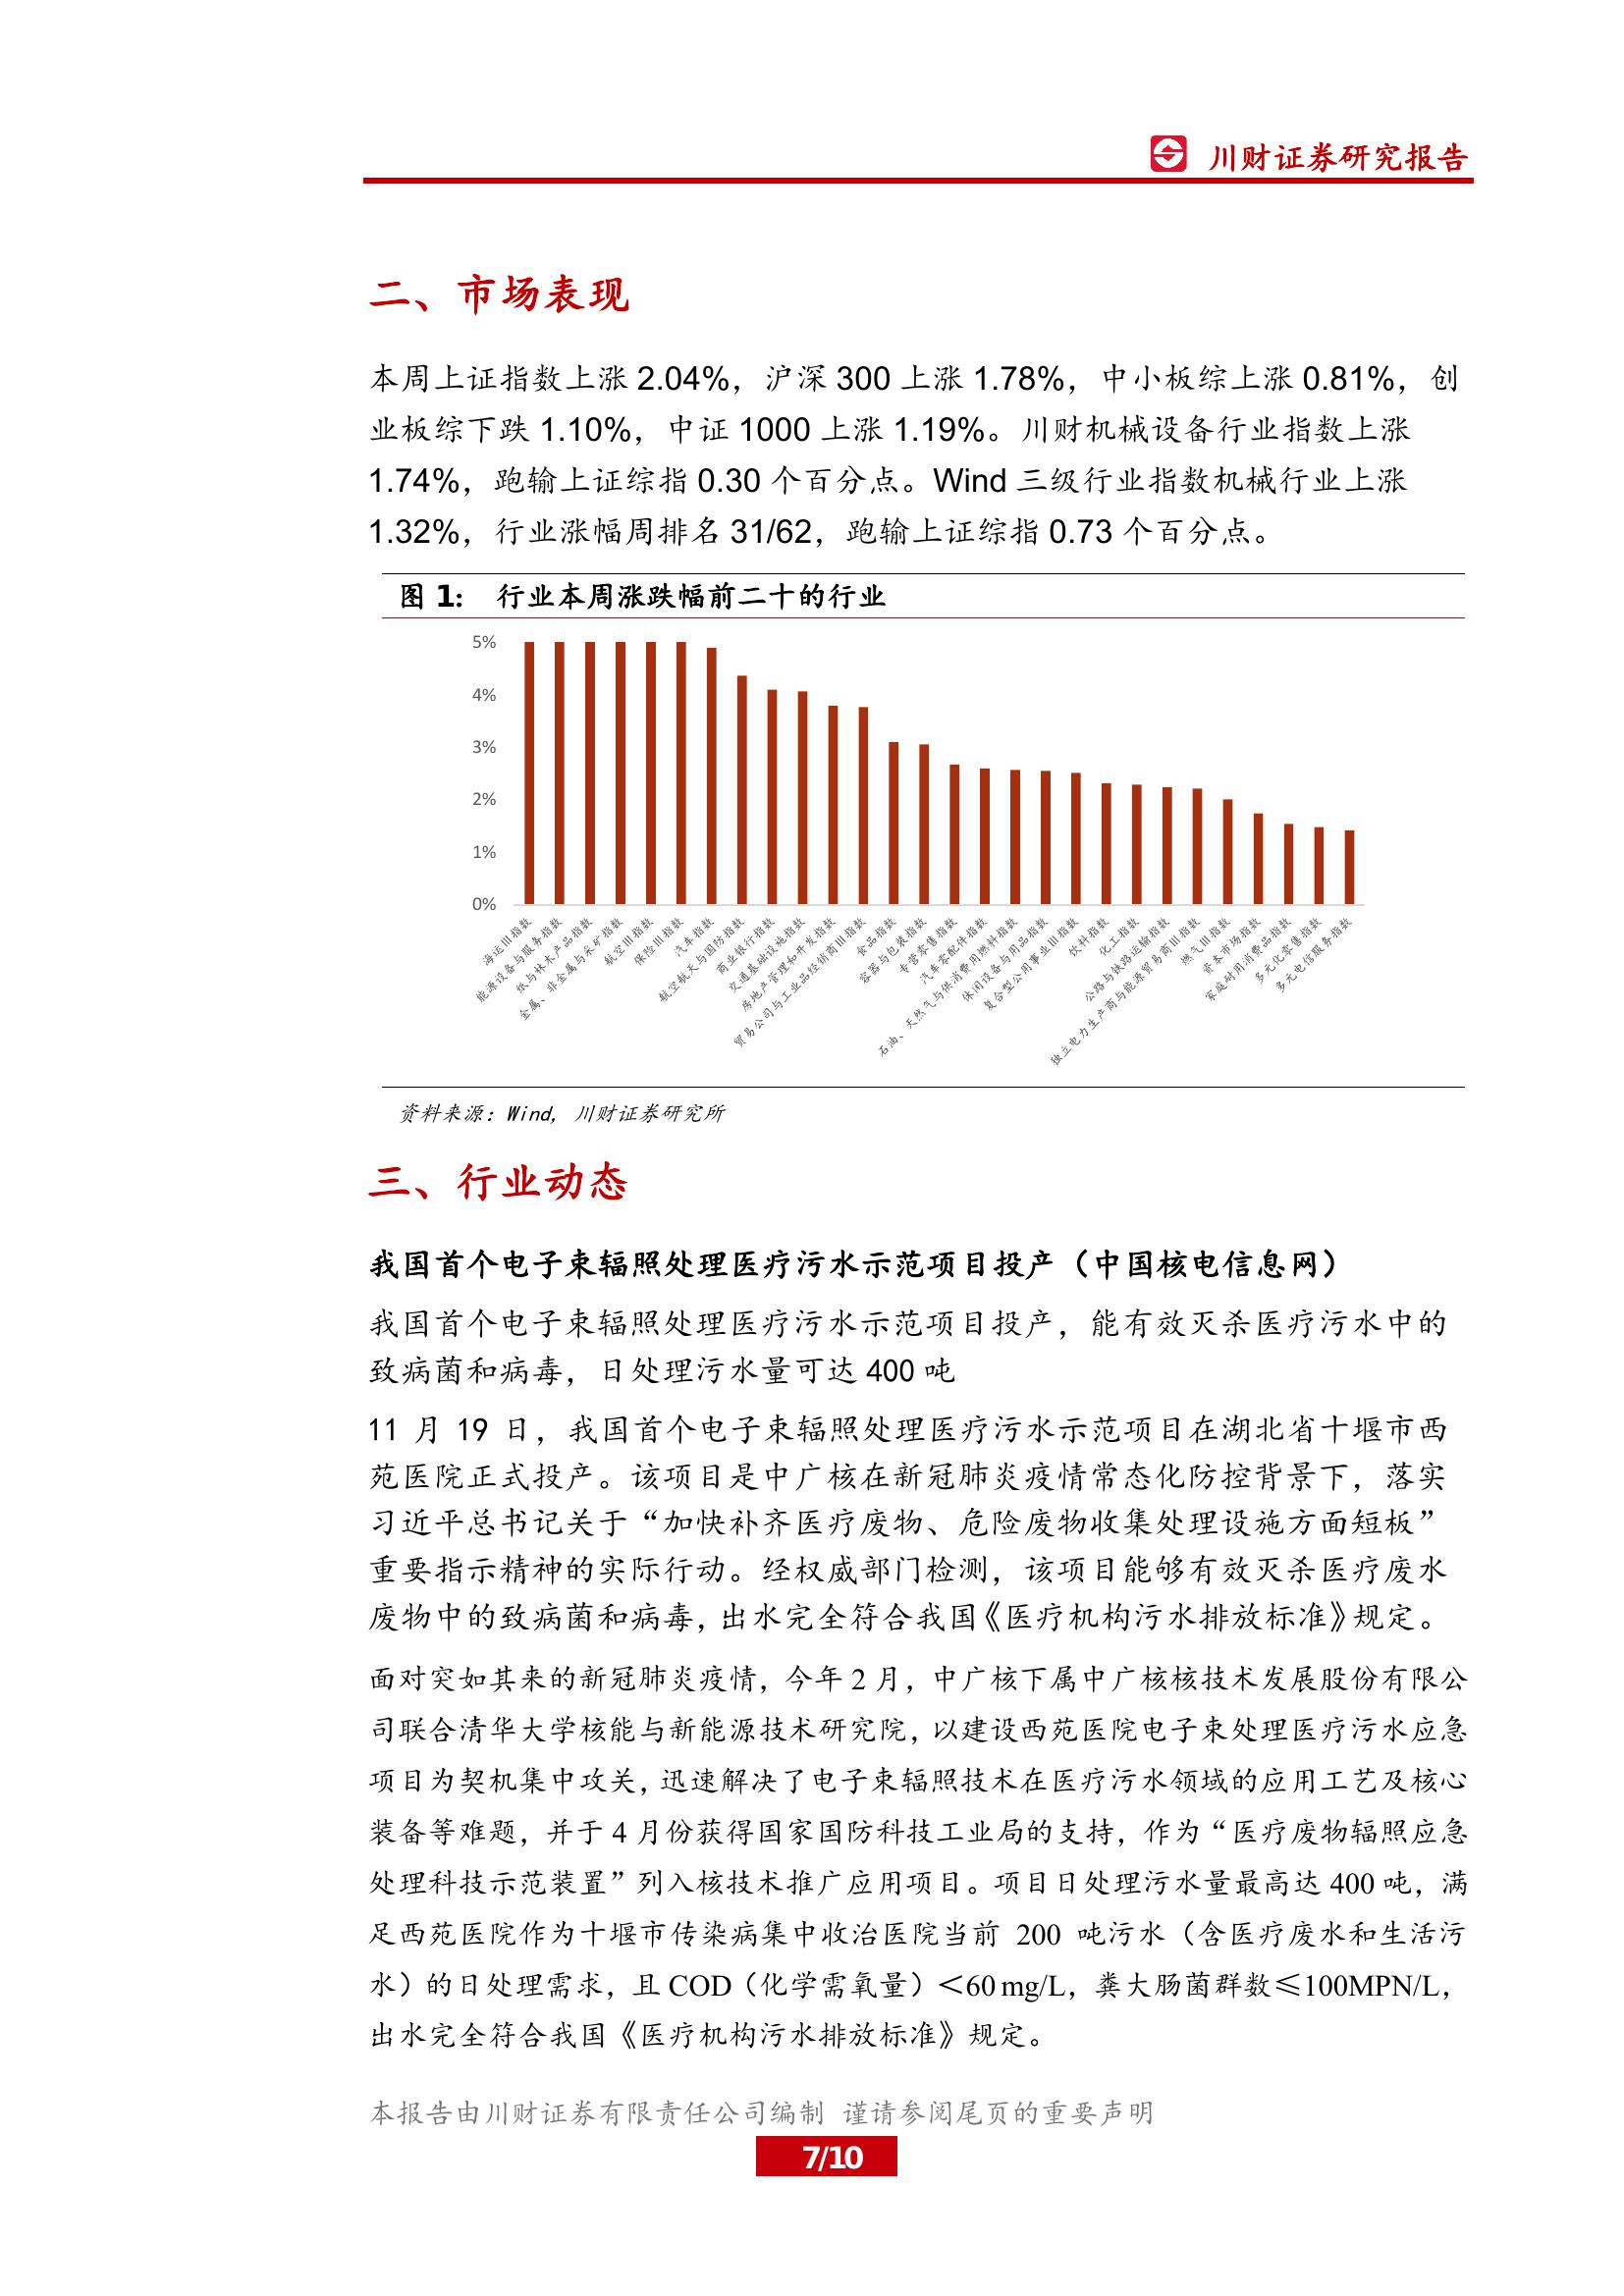 川财证券研究报告
二、市场表现
本周上证指数上涨 2.04%，沪深 300 上涨 1.78%，中小板综上涨 0.81%，创
业板综下跌 1.10%，中证 1000 上涨 1.19%。川财机械设备行业指数上涨
1.74%，跑输上证综指 0.30 个百分点。Wind 三级行业指数机械行业上涨
1.32%，行业涨幅周排名 31/62，跑输上证综指 0.73 个百分点。
图 1： 行业本周涨跌幅前二十的行业
5%
4%
3%
2%
1%
0%
海运III指数
能源设备与服务指数
纸与林木产品指数
金属、非金属与采矿指数
航空III指数
保险III指数
汽车指数
航空航天与国防指数
商业银行指数
交通基础设施指数
房地产管理和开发指数
贸易公司与工业品经销商III指数
食品指数
容器与包装指数
专营零售指数
汽车零配件指数
石油、天然气与供消费用燃料指数
休闲设备与用品指数
复合型公用事业III指数
饮料指数
化工指数
公路与铁路运输指数
独立电力生产商与能源贸易商III指数
燃气III指数
资本市场指数
家庭耐用消费品指数
多元化零售指数
多元电信服务指数
资料来源：Wind, 川财证券研究所
三、行业动态
我国首个电子束辐照处理医疗污水示范项目投产（中国核电信息网）
我国首个电子束辐照处理医疗污水示范项目投产，能有效灭杀医疗污水中的
致病菌和病毒，日处理污水量可达 400 吨
11 月 19 日，我国首个电子束辐照处理医疗污水示范项目在湖北省十堰市西
苑医院正式投产。该项目是中广核在新冠肺炎疫情常态化防控背景下，落实
习近平总书记关于“加快补齐医疗废物、危险废物收集处理设施方面短板”
重要指示精神的实际行动。经权威部门检测，该项目能够有效灭杀医疗废水
废物中的致病菌和病毒，出水完全符合我国《医疗机构污水排放标准》规定。
面对突如其来的新冠肺炎疫情，今年 2 月，中广核下属中广核核技术发展股份有限公
司联合清华大学核能与新能源技术研究院，以建设西苑医院电子束处理医疗污水应急
项目为契机集中攻关，迅速解决了电子束辐照技术在医疗污水领域的应用工艺及核心
装备等难题，并于 4 月份获得国家国防科技工业局的支持，作为“医疗废物辐照应急
处理科技示范装置”列入核技术推广应用项目。项目日处理污水量最高达 400 吨，满
足西苑医院作为十堰市传染病集中收治医院当前 200 吨污水（含医疗废水和生活污
水）的日处理需求，且 COD（化学需氧量）＜60 mg/L，粪大肠菌群数≤100MPN/L，
出水完全符合我国《医疗机构污水排放标准》规定。
本报告由川财证券有限责任公司编制 谨请参阅尾页的重要声明
7/10